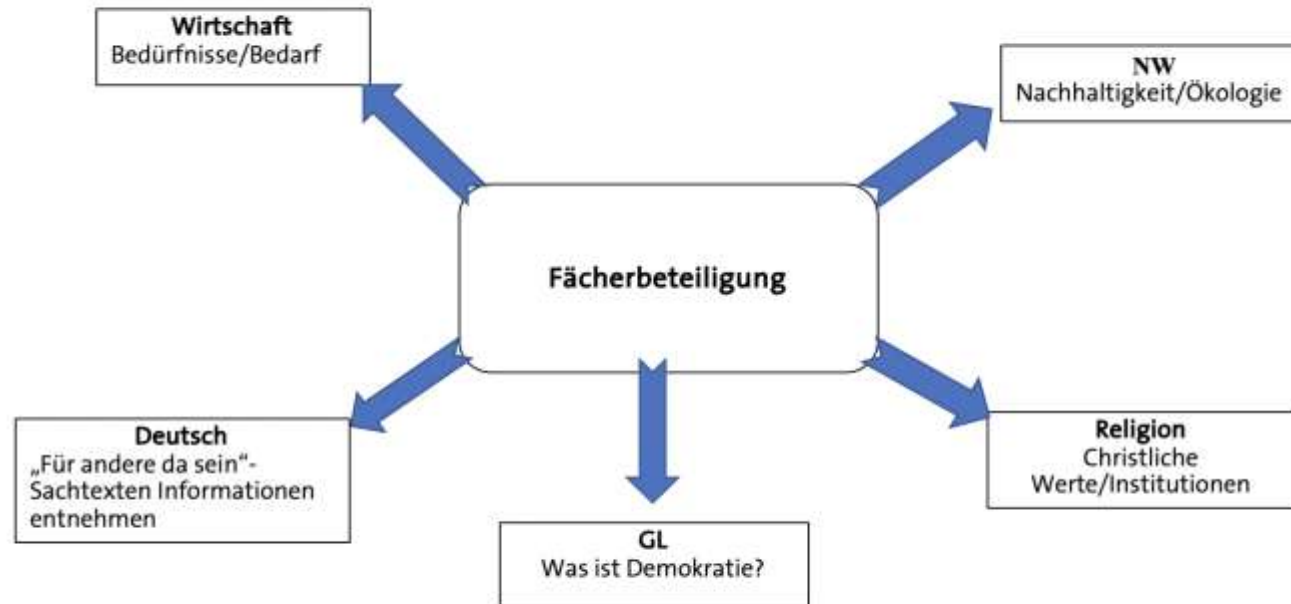 Wirtschaft
Bedürfnisse/Bedarf
NW
Nachhaltigkeit/Ökologie
Fächerbeteiligung
Deutsch
„Für andere da sein“-
Sachtexten Informationen
entnehmen
GL
Was ist Demokratie?
Religion
Christliche
Werte/Institutionen